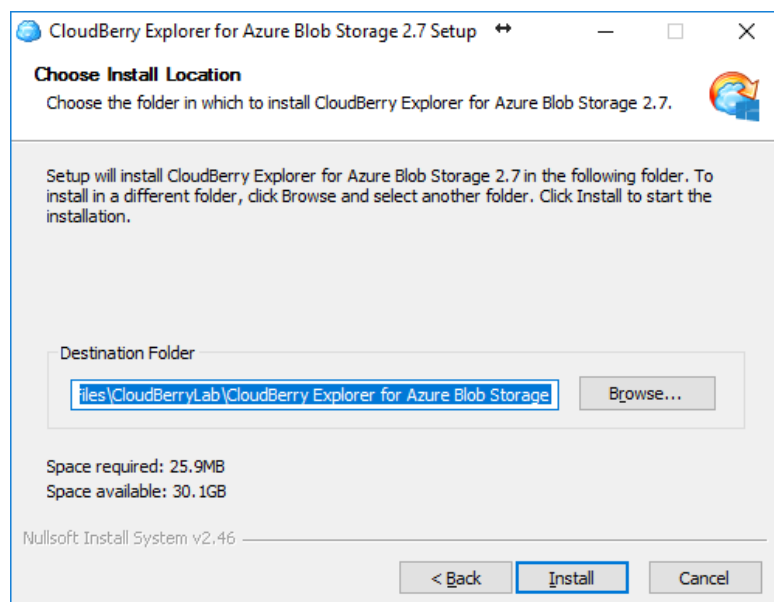 CloudBerry Explorer for Azure Blob Storage 2.7 Setup
Choose Install Location
Choose the folder in which to install CloudBerry Explorer for Azure Blob Storage 2.7.
Setup will install CloudBerry Explorer for Azure Blob Storage 2.7 in the following folder. To
install in a different folder, click Browse and select another folder. Click Install to start the
installation.
Destination Folder
Files\CloudBerryLab\CloudBerry Explorer for Azure Blob Storage
Browse...
Space required: 25.9MB
Space available: 30.1GB
Nullsoft Install System v2.46
< Back
Install
Cancel